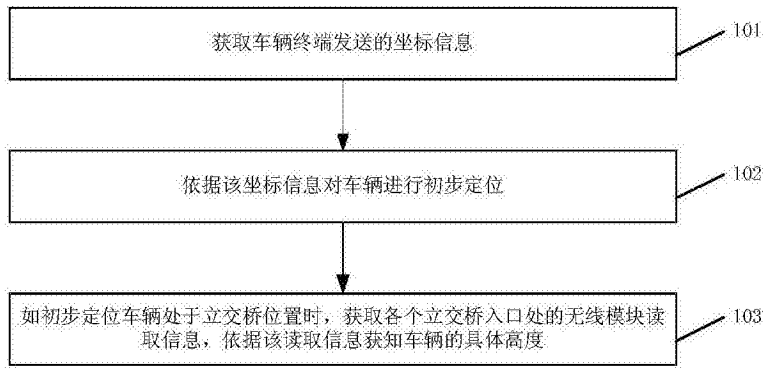 获取车辆终端发送的坐标信息
101
依据该坐标信息对车辆进行初步定位
102
如初步定位车辆处于立交桥位置时，获取各个立交桥入口处的无线模块读
取信息，依据该读取信息获知车辆的具体高度
103